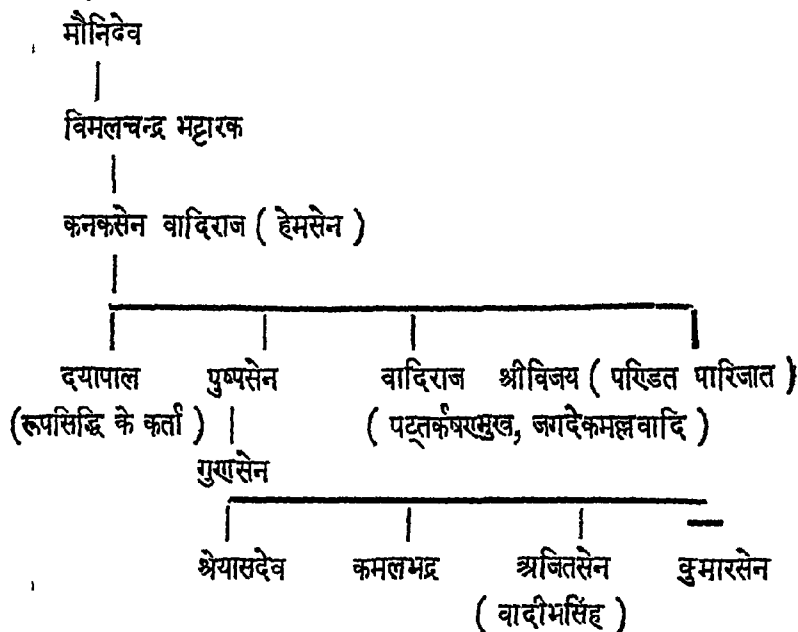 मौनिदेव
विमलचन्द्र भट्टारक
कनकसेन वादिराज ( हेमसेन )
दयापाल पुष्पसेन वादिराज श्रीविजय ( पण्डित पारिजात )
(रूपसिद्धि के कर्ता ) ( षट्तर्कषण्मुख, जगदेकमल्लवादि )
गुणसेन
श्रेयासदेव कमलभद्र अजितसेन कुमारसेन
( वादीभसिंह )